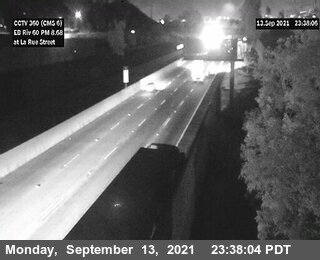 CCTV 360 (CMS 6)
EB Riv 60 PM 8.68
at La Rue Street
13.Sep 2021 23:38:06
Monday, September 13, 2021 23:38:04 PDT